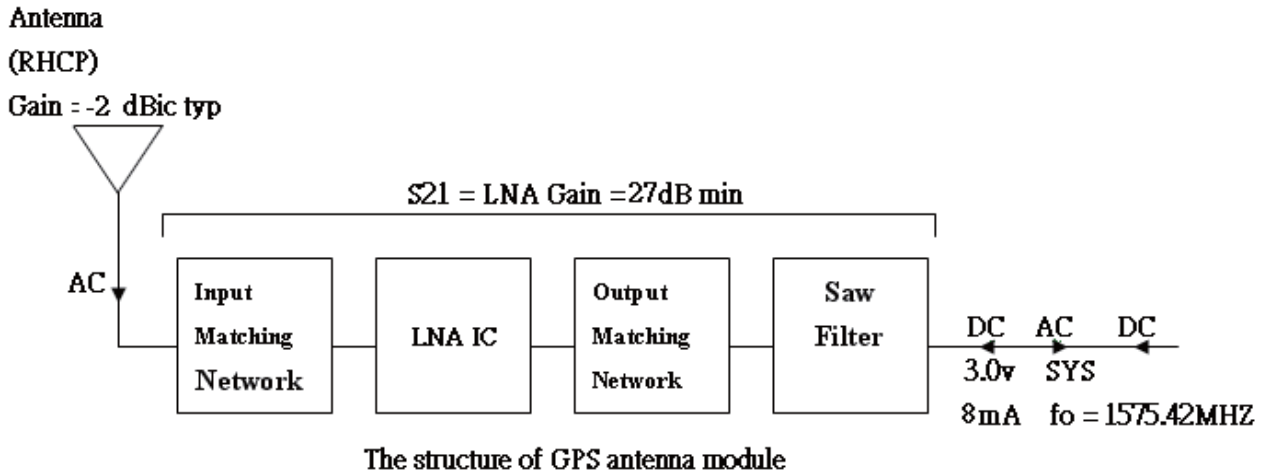 Antenna
(RHCP)
Gain = -2 dBic typ
S21 = LNA Gain =27dB min
AC
Input
Matching
Network
LNA IC
Output
Matching
Network
Saw
Filter
DC AC DC
3.0v SYS
8mA fo = 1575.42MHZ
The structure of GPS antenna module